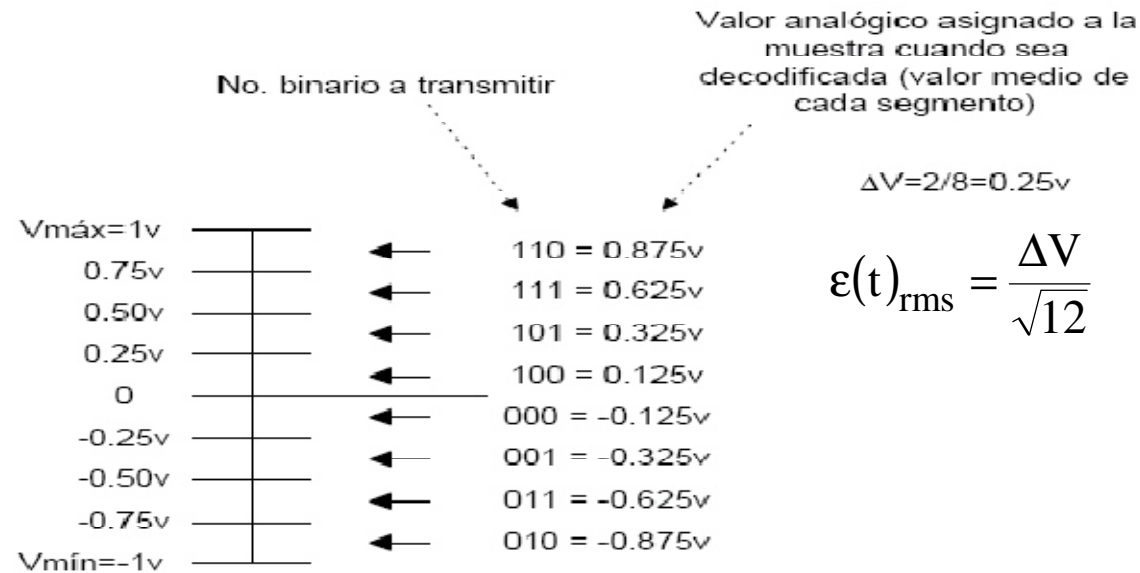 Valor analógico asignado a la
muestra cuando sea
decodificada (valor medio de
cada segmento)
No. binario a transmitir
ΔV=2/8=0.25v
Vmáx=1v
0.75v
0.50v
0.25v
0
-0.25v
-0.50v
-0.75v
Vmín=-1v
110 = 0.875v
111 = 0.625v
101 = 0.325v
100 = 0.125v
000 = -0.125v
001 = -0.325v
011 = -0.625v
010 = -0.875v
ε(t)rms = ΔV/√12